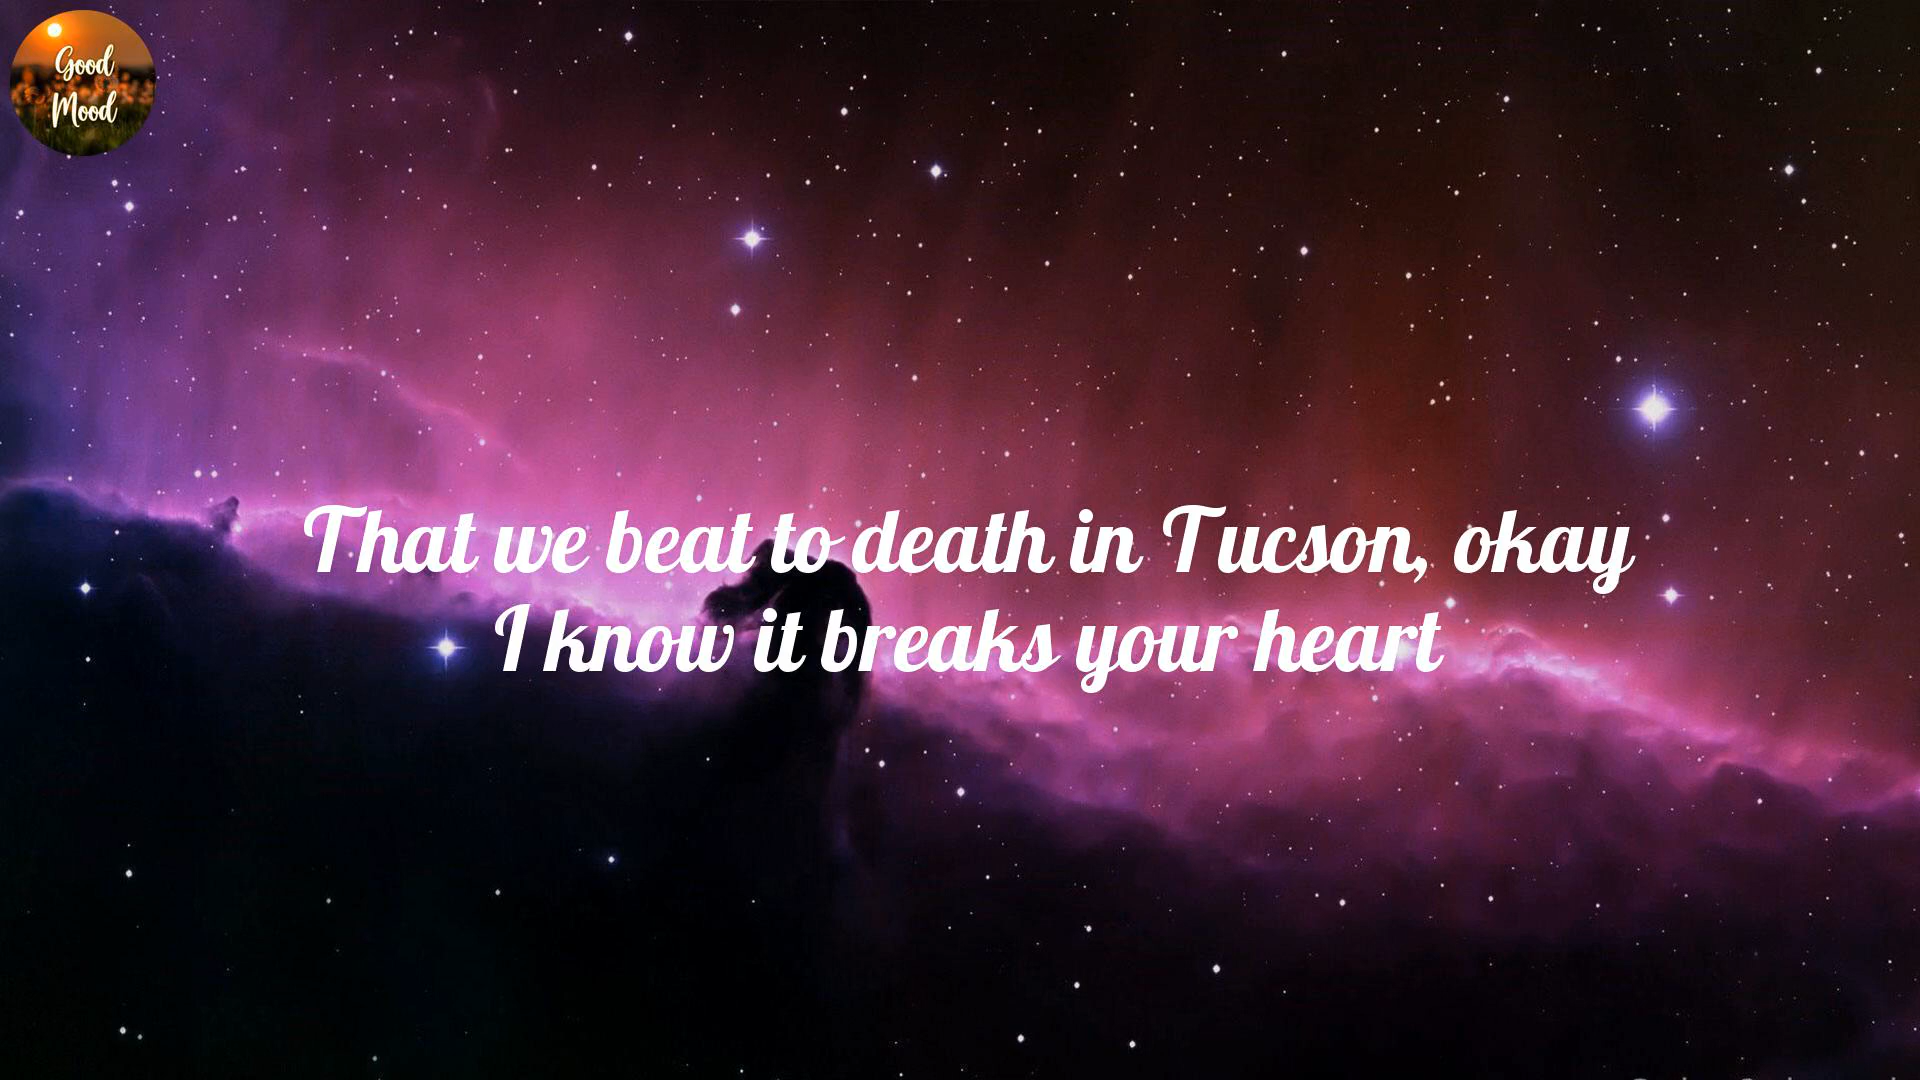 Good
Mood
That we beat to death in Tucson, okay
I know it breaks your heart